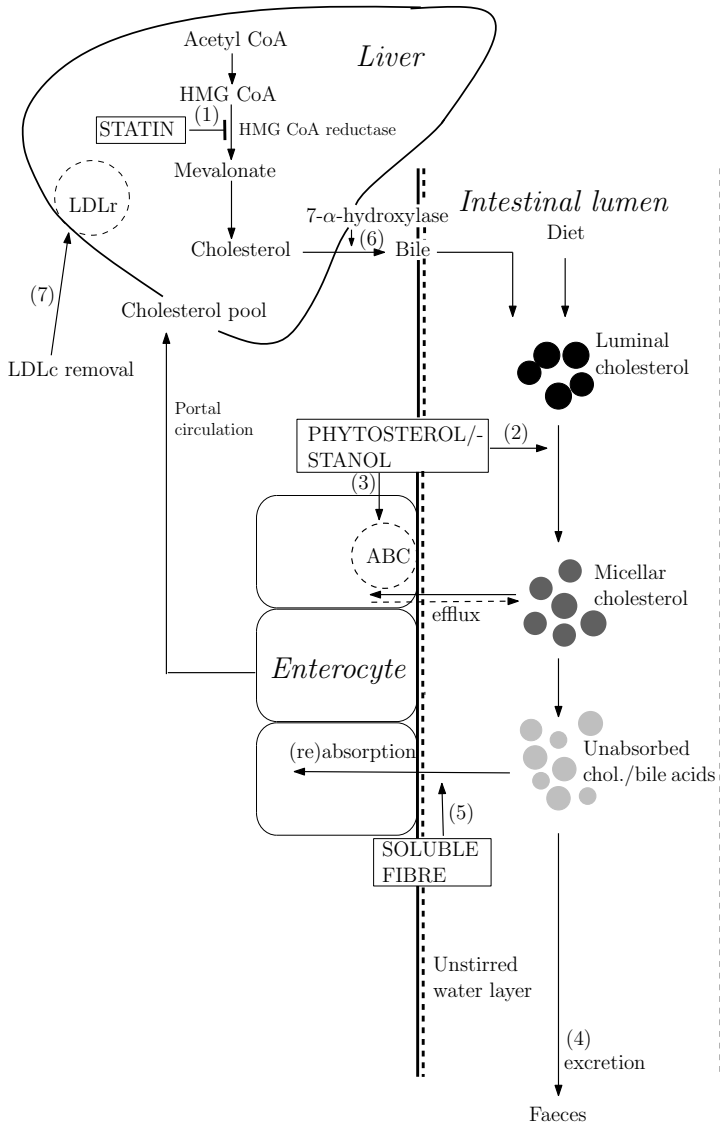 Acetyl CoA
Liver
HMG CoA
(1)
STATIN
HMG CoA reductase
Mevalonate
LDLr
7-α-hydroxylase
Intestinal lumen
Diet
(6)
Cholesterol
Bile
(7)
Cholesterol pool
LDLc removal
Luminal
cholesterol
Portal
circulation
PHYTOSTEROL/-
STANOL
(2)
(3)
ABC
Micellar
cholesterol
efflux
Enterocyte
(re)absorption
Unabsorbed
chol./bile acids
(5)
SOLUBLE
FIBRE
Unstirred
water layer
(4)
excretion
Faeces